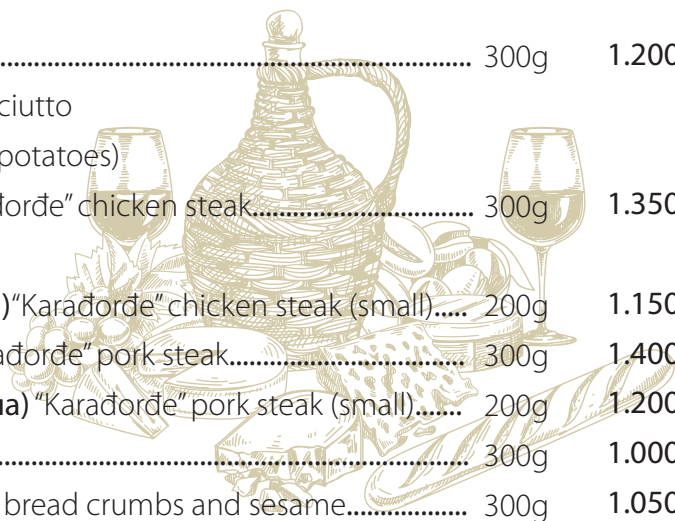 ........................................................................ 300g 1.200
ciutto
potatoes)
đorđe" chicken steak.................................. 300g 1.350
)"Karađorđe" chicken steak (small)..... 200g 1.150
ađorđe" pork steak.................................... 300g 1.400
ua) "Karađorđe" pork steak (small)....... 200g 1.200
.................................................................... 300g 1.000
bread crumbs and sesame.................. 300g 1.050